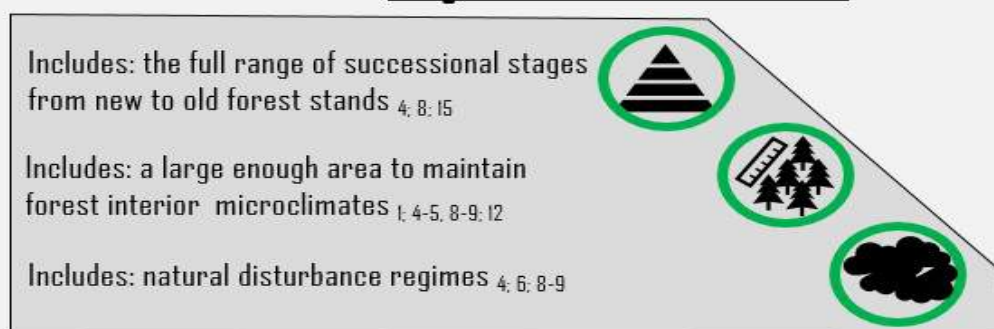 Includes: the full range of successional stages
from new to old forest stands 4; 8; 15
Includes: a large enough area to maintain
forest interior microclimates 1; 4-5, 8-9; 12
Includes: natural disturbance regimes 4; 6; 8-9